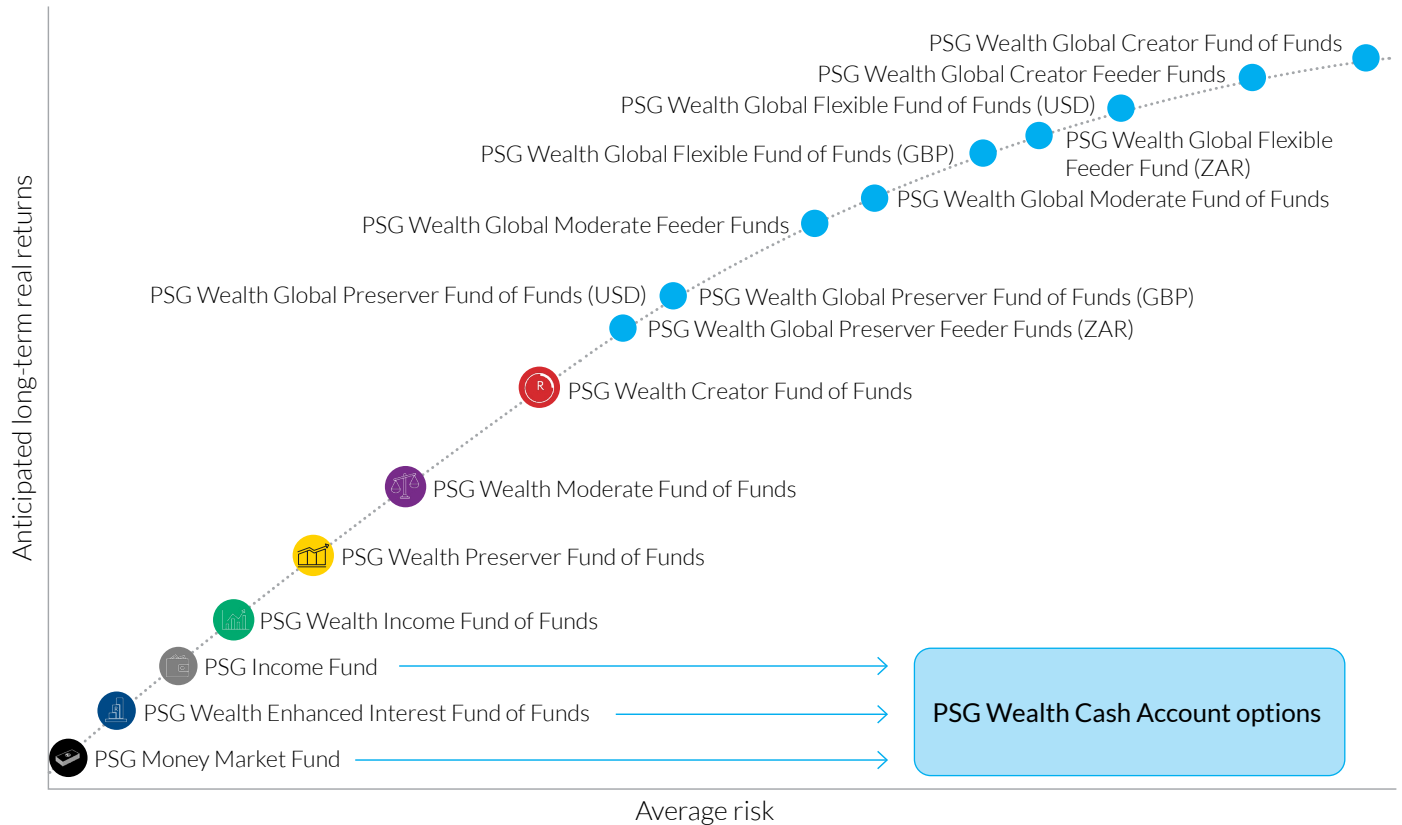 PSG Wealth Global Creator Fund of Funds
PSG Wealth Global Creator Feeder Funds
PSG Wealth Global Flexible Fund of Funds (USD)
PSG Wealth Global Flexible
Feeder Fund (ZAR)
PSG Wealth Global Flexible Fund of Funds (GBP)
PSG Wealth Global Moderate Fund of Funds
PSG Wealth Global Moderate Feeder Funds
PSG Wealth Global Preserver Fund of Funds (USD)
PSG Wealth Global Preserver Fund of Funds (GBP)
PSG Wealth Global Preserver Feeder Funds (ZAR)
R
PSG Wealth Creator Fund of Funds
PSG Wealth Moderate Fund of Funds
PSG Wealth Preserver Fund of Funds
PSG Wealth Income Fund of Funds
PSG Income Fund
PSG Wealth Enhanced Interest Fund of Funds
PSG Money Market Fund
PSG Wealth Cash Account options
Anticipated long-term real returns
Average risk